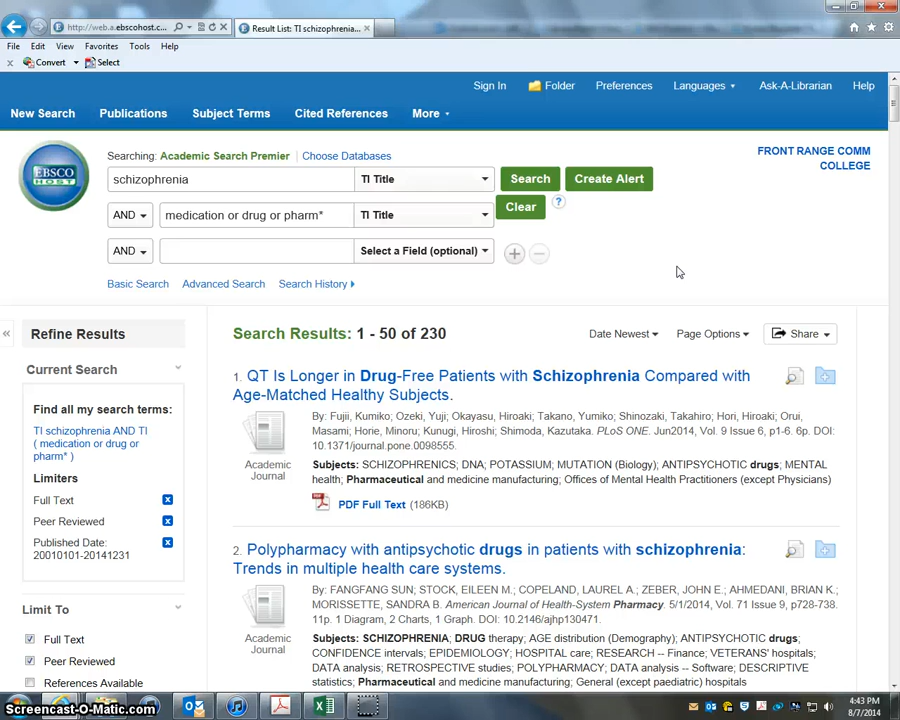 http://web.a.ebscohost.c...
Result List: TI schizophrenia...
File Edit View Favorites Tools Help
x Convert Select
Sign In Folder Preferences Languages Ask-A-Librarian Help
New Search Publications Subject Terms Cited References More
EBSCO HOST
Searching: Academic Search Premier Choose Databases
FRONT RANGE COMM COLLEGE
schizophrenia TI Title Search Create Alert
AND medication or drug or pharm* TI Title Clear ?
AND Select a Field (optional)
Basic Search Advanced Search Search History
Refine Results
Current Search
Find all my search terms:
TI schizophrenia AND TI
( medication or drug or
pharm* )
Limiters
Full Text
Peer Reviewed
Published Date:
20010101-20141231
Limit To
Full Text
Peer Reviewed
References Available
Search Results: 1 - 50 of 230 Date Newest Page Options Share
1. QT Is Longer in Drug-Free Patients with Schizophrenia Compared with
Age-Matched Healthy Subjects.
By: Fujii, Kumiko; Ozeki, Yuji; Okayasu, Hiroaki; Takano, Yumiko; Shinozaki, Takahiro; Hori, Hiroaki; Orui,
Masami; Horie, Minoru; Kunugi, Hiroshi; Shimoda, Kazutaka. PLoS ONE. Jun2014, Vol. 9 Issue 6, p1-6. 6p. DOI:
10.1371/journal.pone.0098555.
Academic
Journal
Subjects: SCHIZOPHRENICS; DNA; POTASSIUM; MUTATION (Biology); ANTIPSYCHOTIC drugs; MENTAL
health; Pharmaceutical and medicine manufacturing; Offices of Mental Health Practitioners (except Physicians)
PDF Full Text (186KB)
2. Polypharmacy with antipsychotic drugs in patients with schizophrenia:
Trends in multiple health care systems.
By: FANGFANG SUN; STOCK, EILEEN M.; COPELAND, LAUREL A.; ZEBER, JOHN E.; AHMEDANI, BRIAN K.;
MORISSETTE, SANDRA B. American Journal of Health-System Pharmacy. 5/1/2014, Vol. 71 Issue 9, p728-738.
11p. 1 Diagram, 2 Charts, 1 Graph. DOI: 10.2146/ajhp130471.
Academic
Journal
Subjects: SCHIZOPHRENIA; DRUG therapy; AGE distribution (Demography); ANTIPSYCHOTIC drugs;
CONFIDENCE intervals; EPIDEMIOLOGY; HOSPITAL care; RESEARCH -- Finance; VETERANS' hospitals;
DATA analysis; RETROSPECTIVE studies; POLYPHARMACY; DATA analysis -- Software; DESCRIPTIVE
statistics; Pharmaceutical and medicine manufacturing; General (except paediatric) hospitals
Screencast-O-Matic.com
4:43 PM
8/7/2014